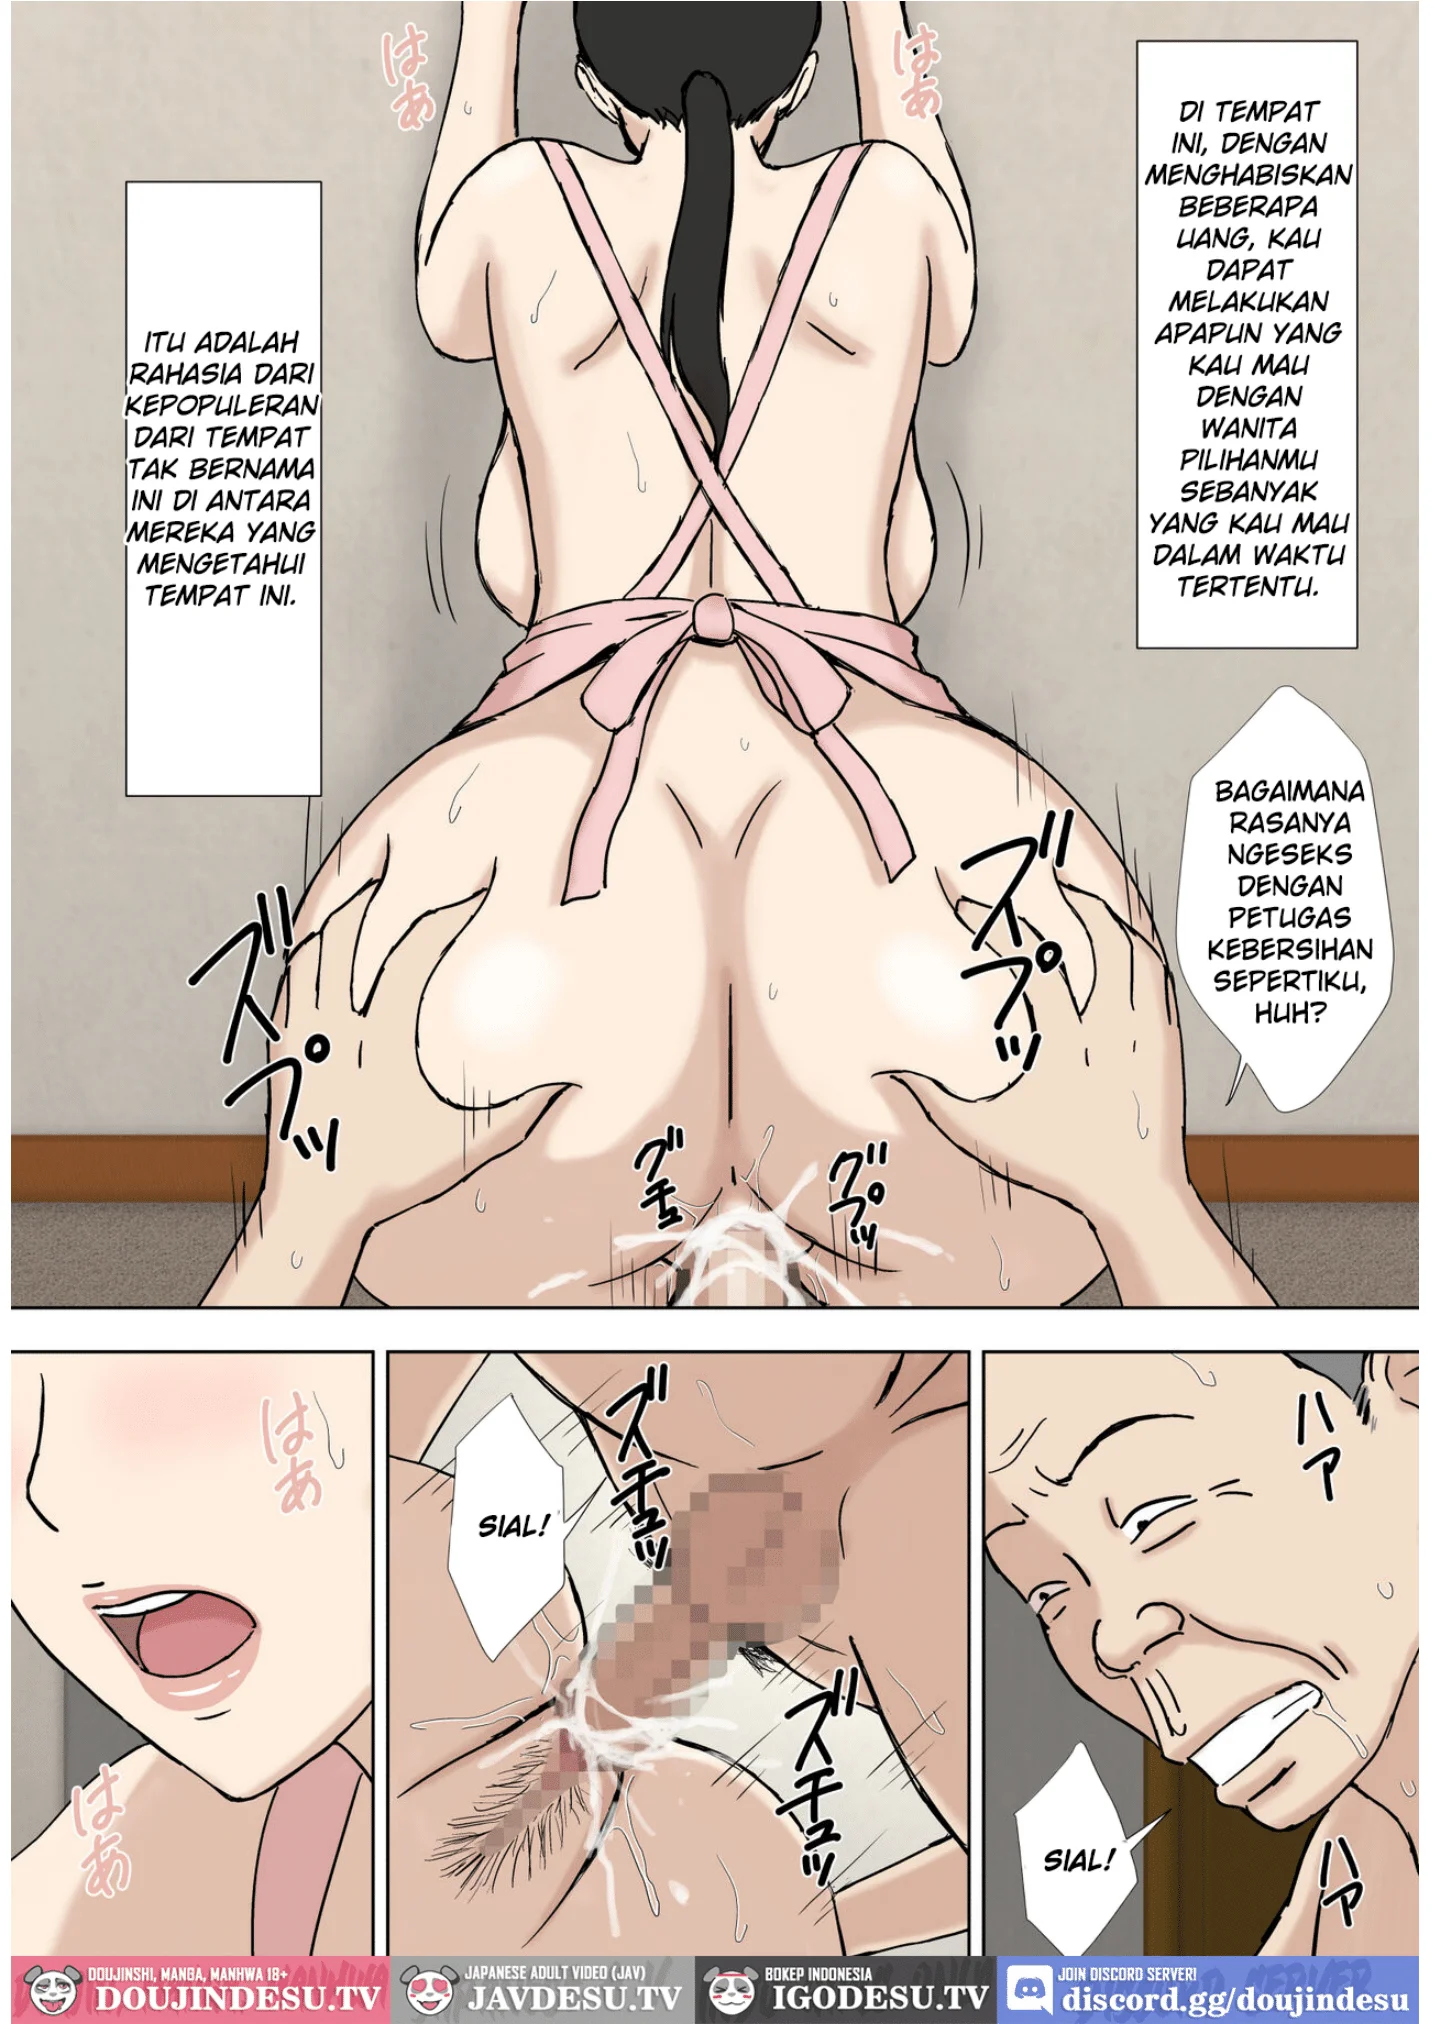 はあ
はあ
DI TEMPAT
INI, DENGAN
MENGHABISKAN
BEBERAPA
UANG, KAU
DAPAT
MELAKUKAN
APAPUN YANG
KAU MAU
DENGAN
WANITA
PILIHANMU
SEBANYAK
YANG KAU MAU
DALAM WAKTU
TERTENTU.
ITU ADALAH
RAHASIA DARI
KEPOPULERAN
DARI TEMPAT
TAK BERNAMA
INI DI ANTARA
MEREKA YANG
MENGETAHUI
TEMPAT INI.
BAGAIMANA
RASANYA
NGESEKS
DENGAN
PETUGAS
KEBERSIHAN
SEPERTIKU,
HUH?
ズプッ
ズプッ
グチュ
グプッ
はあ
はあ
ズチュッ
SIAL!
ズチュッ
ハァ
SIAL!
ハァ
DOUJINSHI, MANGA, MANHWA 18+
DOUJINDESU.TV
JAPANESE ADULT VIDEO (JAV)
JAVDESU.TV
BOKEP INDONESIA
IGODESU.TV
JOIN DISCORD SERVER!
discord.gg/doujindesu